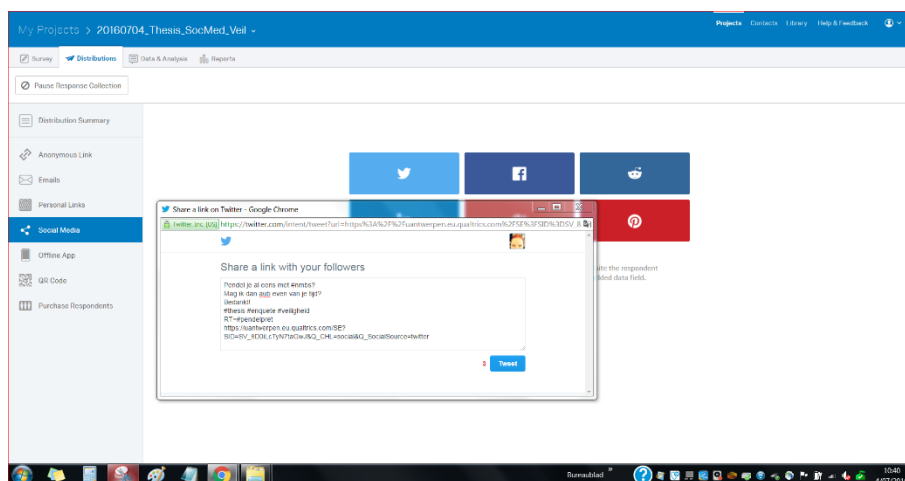 My Projects > 20160704_Thesis_SocMed_Veil
Projects Contacts Library Help & Feedback
Survey Distributions Data & Analysis Reports
Pause Response Collection
Distribution Summary
Anonymous Link
Emails
Personal Links
Social Media
Offline App
QR Code
Purchase Respondents
Share a link on Twitter - Google Chrome
Twitter, Inc. [US] https://twitter.com/intent/tweet?url=https%3A%2F%2Fuantwerpen.eu.qualtrics.com%2FSE%3FSID%3DSV_8
Share a link with your followers
Pendel je al eens met #nmbs?
Mag ik dan aub even van je tijd?
Bedankt!
#thesis #enquete #veiligheid
RT=#pendelpret
https://uantwerpen.eu.qualtrics.com/SE?
&Q_CHL=social&Q_SocialSource=twitter
3 Tweet
the respondent
data field.
Bureaublad
10:40